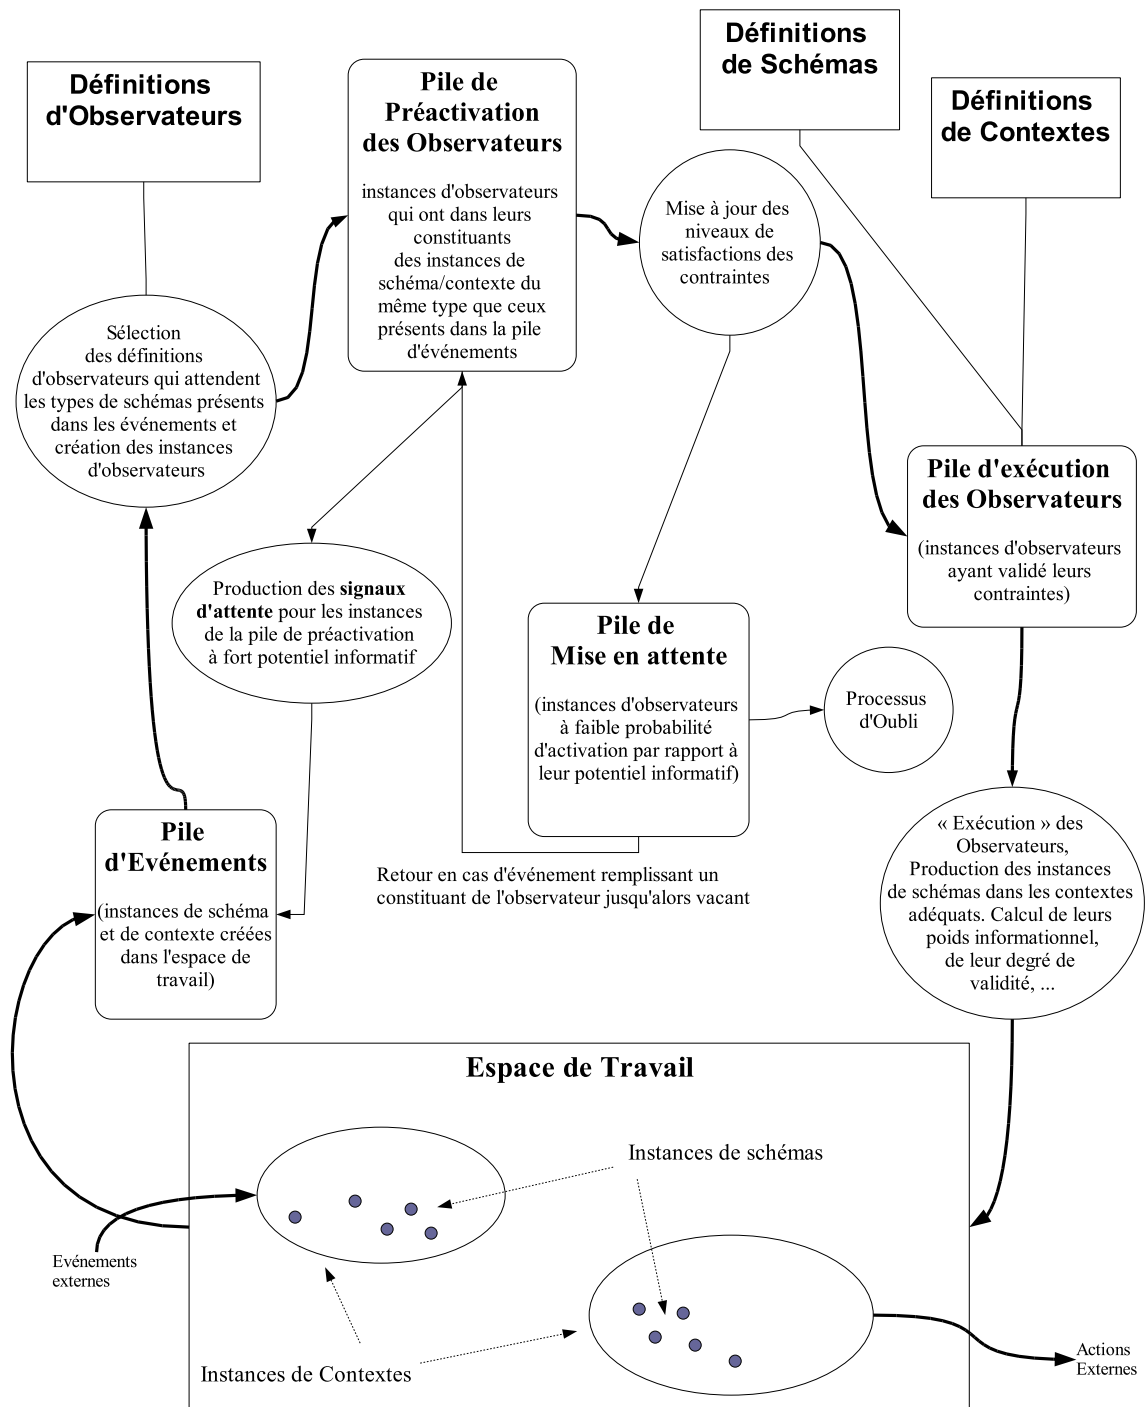 Définitions
d'Observateurs
Pile de
Préactivation
des Observateurs
instances d'observateurs
qui ont dans leurs
constituants
des instances de
schéma/contexte du
même type que ceux
présents dans la pile
d'événements
Définitions
de Schémas
Définitions
de Contextes
Mise à jour des
niveaux de
satisfactions des
contraintes
Sélection
des définitions
d'observateurs qui attendent
les types de schémas présents
dans les événements et
création des instances
d'observateurs
Pile d'exécution
des Observateurs
(instances d'observateurs
ayant validé leurs
contraintes)
Production des signaux
d'attente pour les instances
de la pile de préactivation
à fort potentiel informatif
Pile de
Mise en attente
(instances d'observateurs
à faible probabilité
d'activation par rapport à
leur potentiel informatif)
Processus
d'Oubli
Pile
d'Evénements
(instances de schéma
et de contexte créées
dans l'espace de
travail)
Retour en cas d'événement remplissant un
constituant de l'observateur jusqu'alors vacant
« Exécution » des
Observateurs,
Production des instances
de schémas dans les contextes
adéquats. Calcul de leurs
poids informationnel,
de leur degré de
validité, ...
Espace de Travail
Instances de schémas
Evénements
externes
Instances de Contextes
Actions
Externes